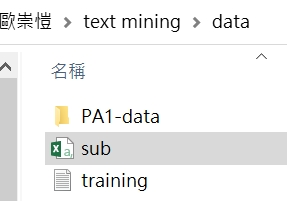 歐崇愷 > text mining > data
名稱
PA1-data
sub
training